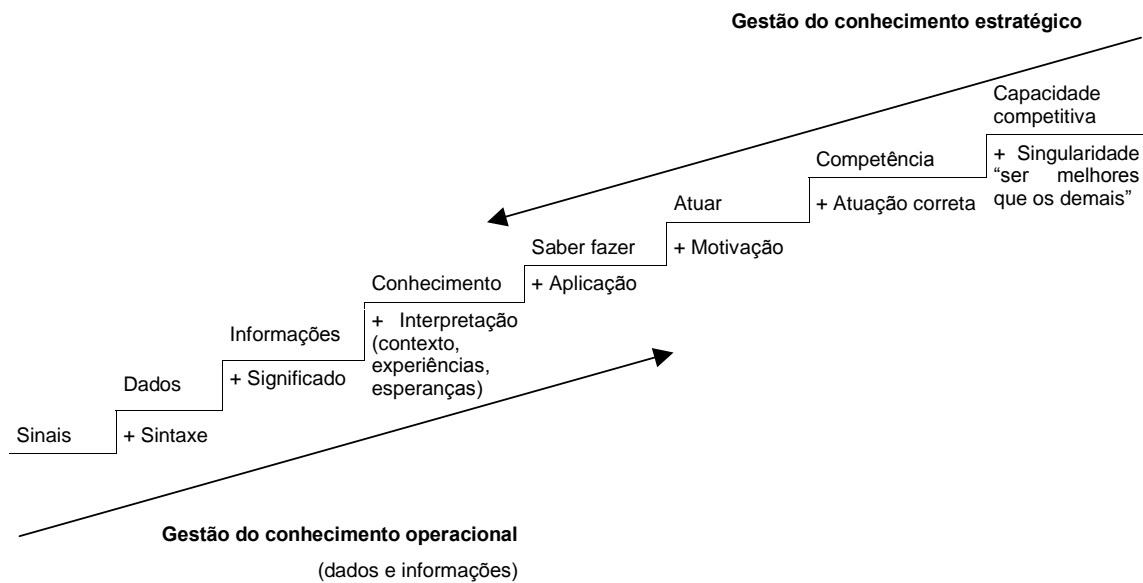 Gestão do conhecimento estratégico
Capacidade
competitiva
+ Singularidade
“ser melhores
que os demais”
Competência
+ Atuação correta
Atuar
+ Motivação
Saber fazer
+ Aplicação
Conhecimento
+ Interpretação
(contexto,
experiências,
esperanças)
Informações
+ Significado
Dados
+ Sintaxe
Sinais
Gestão do conhecimento operacional
(dados e informações)